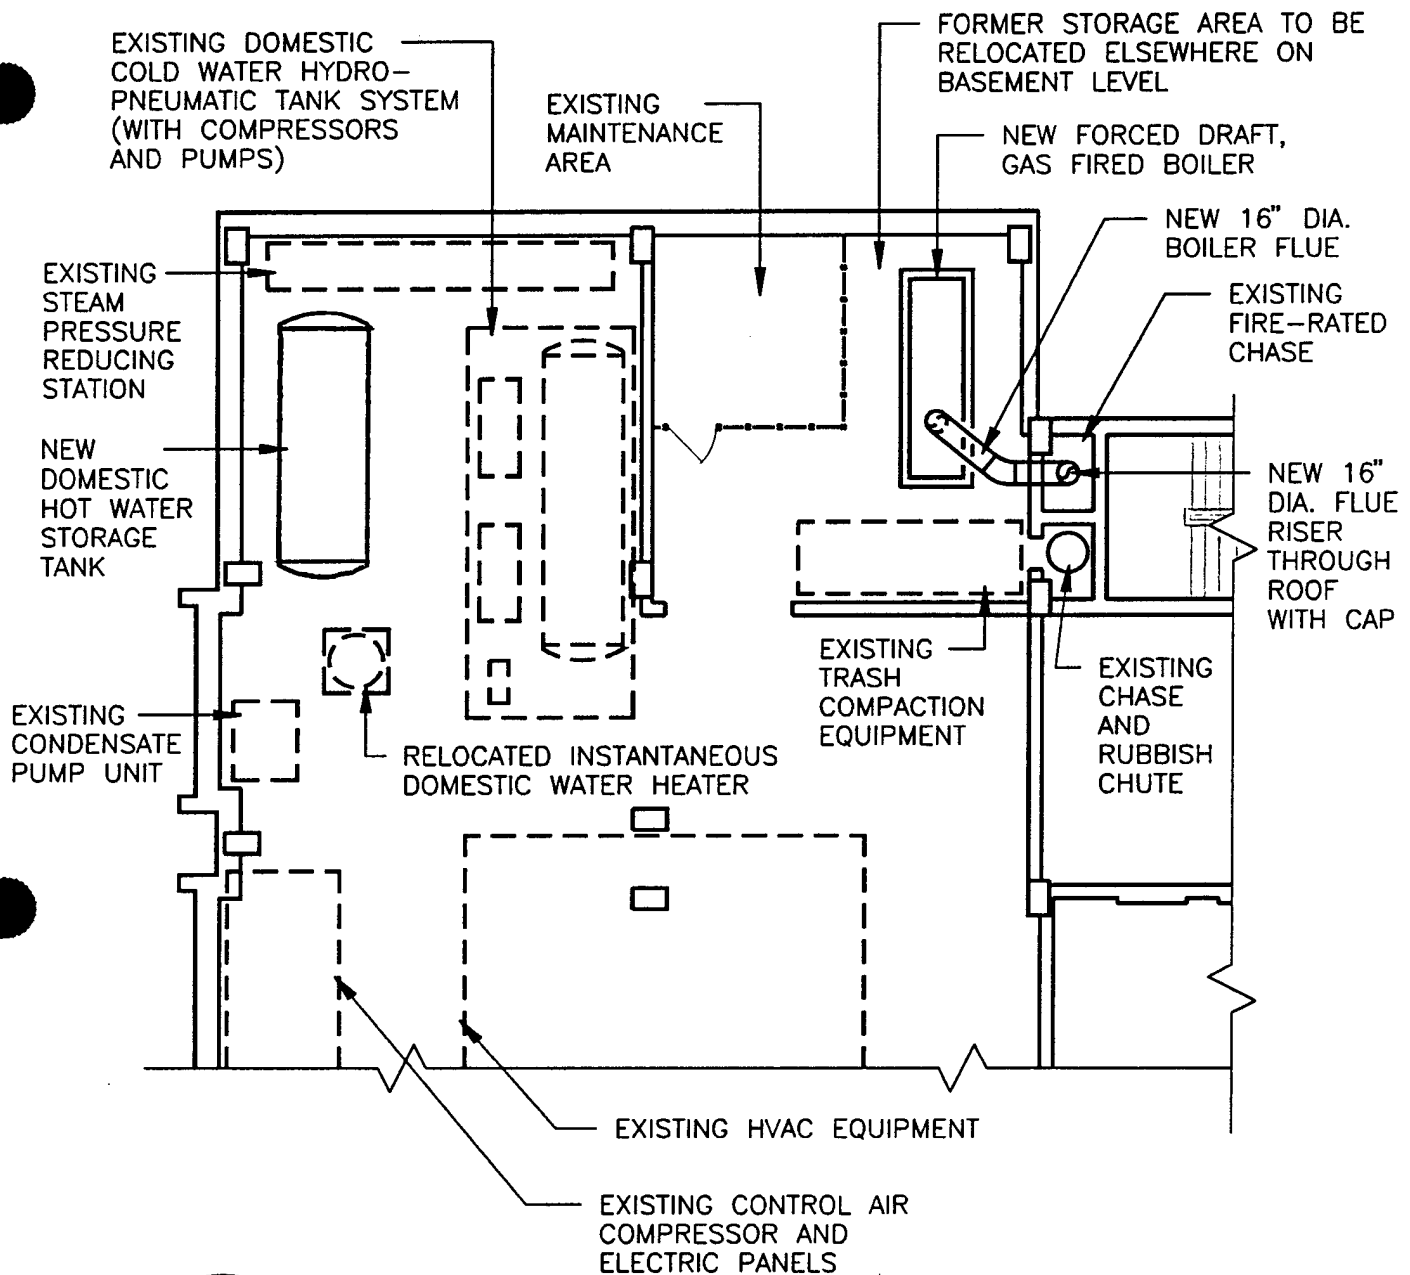 EXISTING DOMESTIC
COLD WATER HYDRO-
PNEUMATIC TANK SYSTEM
(WITH COMPRESSORS
AND PUMPS)
EXISTING
MAINTENANCE
AREA
FORMER STORAGE AREA TO BE
RELOCATED ELSEWHERE ON
BASEMENT LEVEL
NEW FORCED DRAFT,
GAS FIRED BOILER
NEW 16" DIA.
BOILER FLUE
EXISTING
FIRE-RATED
CHASE
EXISTING
STEAM
PRESSURE
REDUCING
STATION
NEW
DOMESTIC
HOT WATER
STORAGE
TANK
NEW 16"
DIA. FLUE
RISER
THROUGH
ROOF
WITH CAP
EXISTING
TRASH
COMPACTION
EQUIPMENT
EXISTING
CHASE
AND
RUBBISH
CHUTE
EXISTING
CONDENSATE
PUMP UNIT
RELOCATED INSTANTANEOUS
DOMESTIC WATER HEATER
EXISTING HVAC EQUIPMENT
EXISTING CONTROL AIR
COMPRESSOR AND
ELECTRIC PANELS